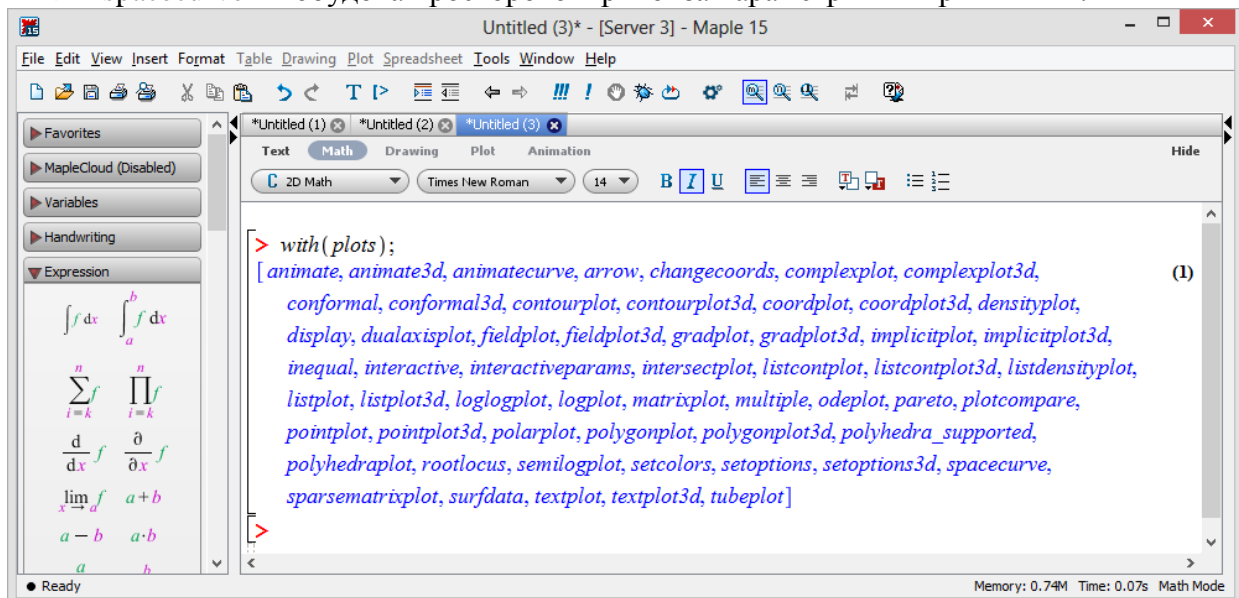 Untitled (3)* - [Server 3] - Maple 15
File Edit View Insert Format Table Drawing Plot Spreadsheet Tools Window Help
Favorites
MapleCloud (Disabled)
Variables
Handwriting
Expression
∫f dx ∫_a^b f dx
∑_{i=k}^n f ∏_{i=k}^n f
d/dx f ∂/∂x f
lim_{x→a} f a+b
a−b a·b
*Untitled (1) *Untitled (2) *Untitled (3)
Text Math Drawing Plot Animation Hide
C 2D Math Times New Roman 14 B I U
> with(plots);
[animate, animate3d, animatecurve, arrow, changecoords, complexplot, complexplot3d, (1)
conformal, conformal3d, contourplot, contourplot3d, coordplot, coordplot3d, densityplot,
display, dualaxisplot, fieldplot, fieldplot3d, gradplot, gradplot3d, implicitplot, implicitplot3d,
inequal, interactive, interactiveparams, intersectplot, listcontplot, listcontplot3d, listdensityplot,
listplot, listplot3d, loglogplot, logplot, matrixplot, multiple, odeplot, pareto, plotcompare,
pointplot, pointplot3d, polarplot, polygonplot, polygonplot3d, polyhedra_supported,
polyhedraplot, rootlocus, semilogplot, setcolors, setoptions, setoptions3d, spacecurve,
sparsematrixplot, surfdata, textplot, textplot3d, tubeplot]
>
Ready Memory: 0.74M Time: 0.07s Math Mode